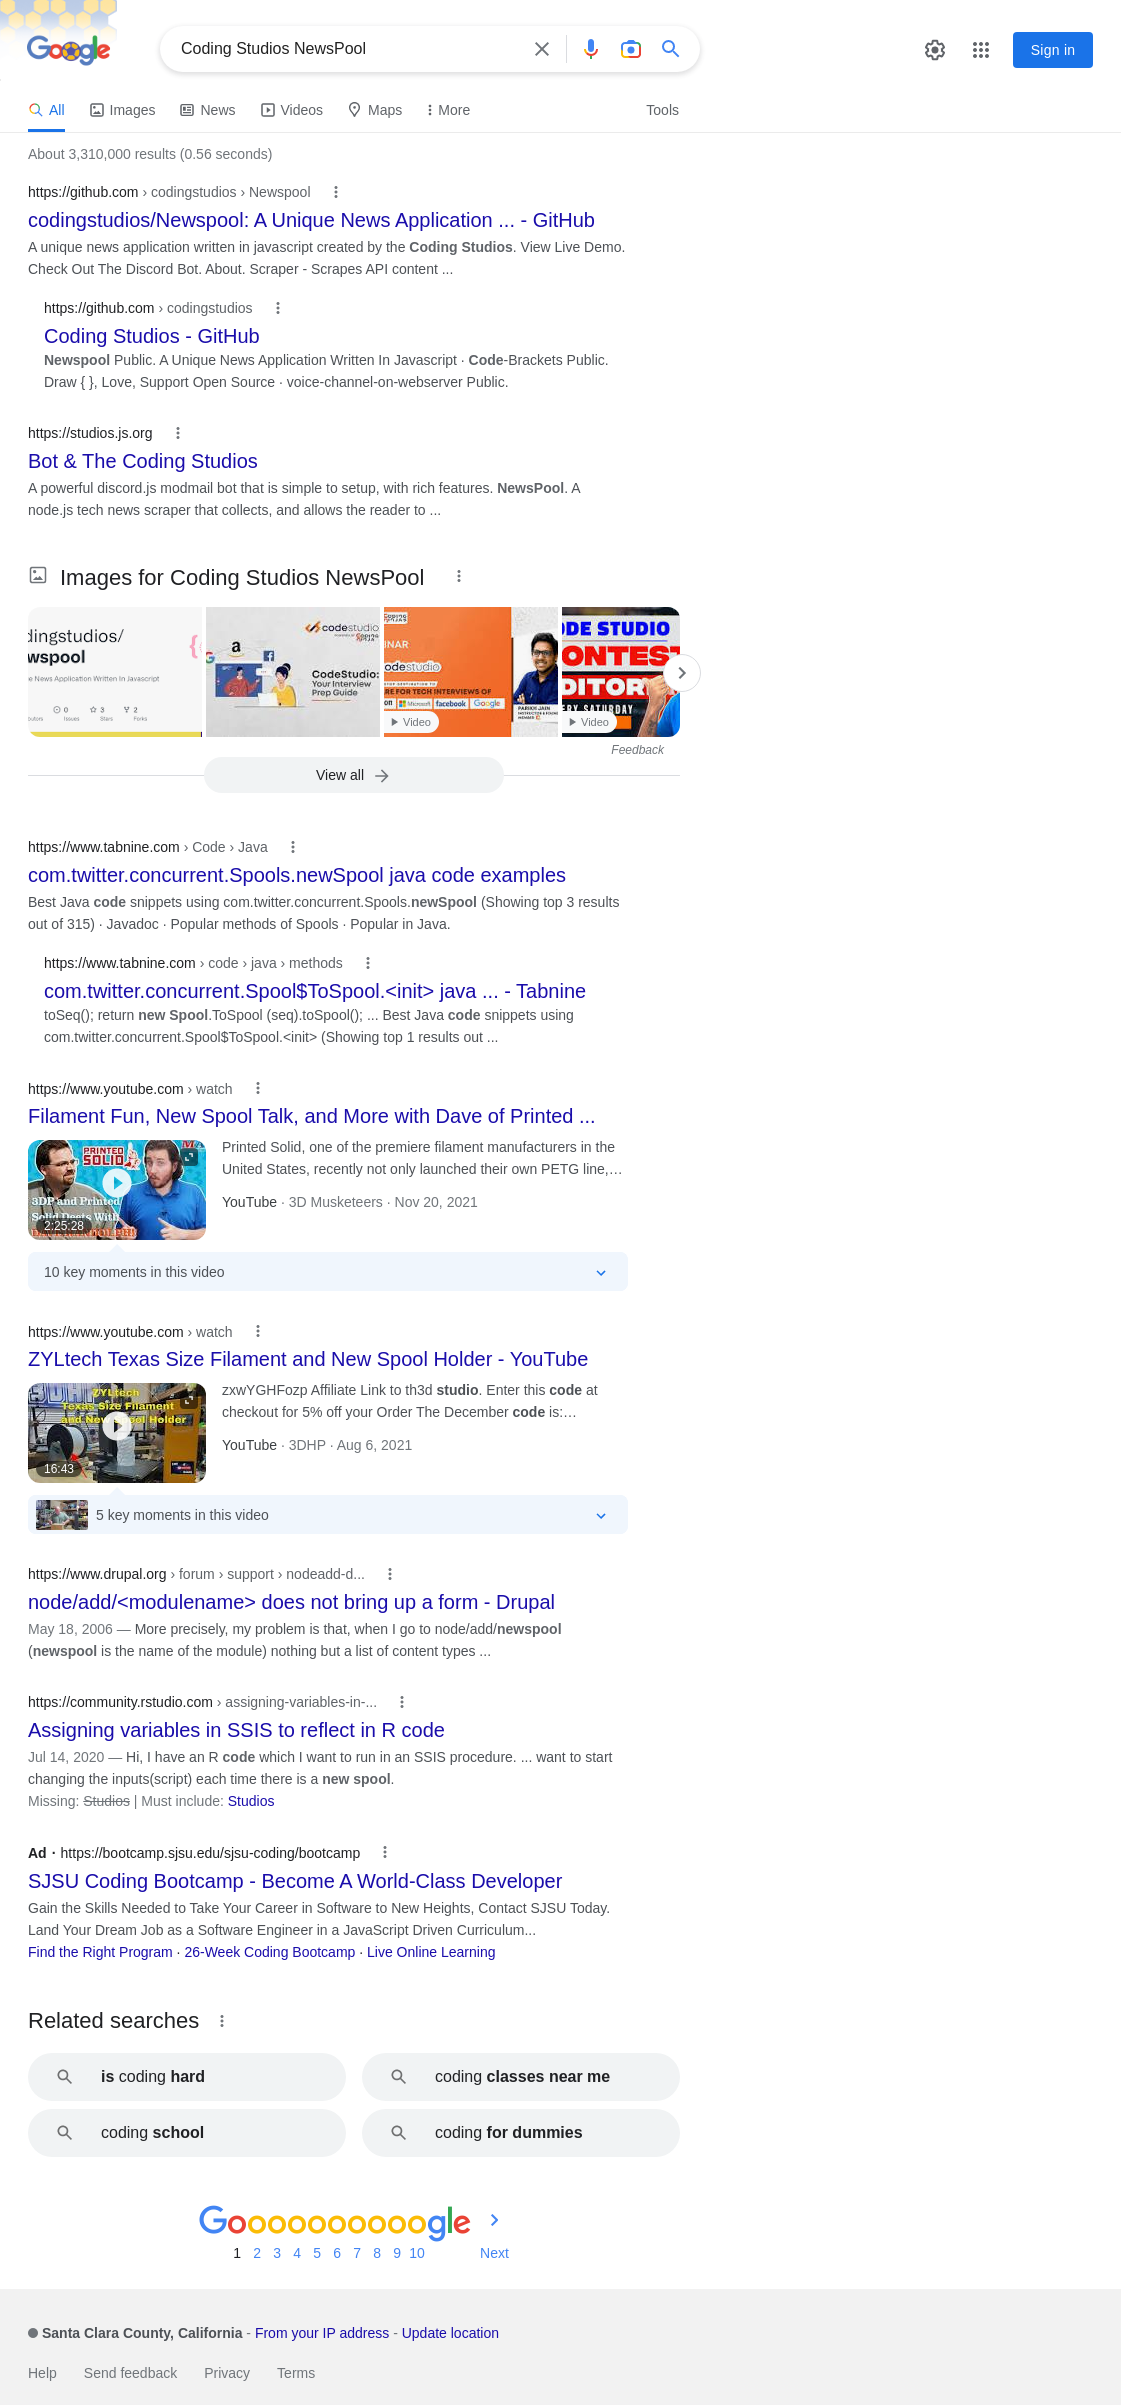 Google
Coding Studios NewsPool
Sign in
All
Images
News
Videos
Maps
More
Tools
About 3,310,000 results (0.56 seconds)
https://github.com › codingstudios › Newspool
codingstudios/Newspool: A Unique News Application ... - GitHub
A unique news application written in javascript created by the Coding Studios. View Live Demo.
Check Out The Discord Bot. About. Scraper - Scrapes API content ...
https://github.com › codingstudios
Coding Studios - GitHub
Newspool Public. A Unique News Application Written In Javascript · Code-Brackets Public.
Draw { }, Love, Support Open Source · voice-channel-on-webserver Public.
https://studios.js.org
Bot & The Coding Studios
A powerful discord.js modmail bot that is simple to setup, with rich features. NewsPool. A
node.js tech news scraper that collects, and allows the reader to ...
Images for Coding Studios NewsPool
dingstudios/
wspool
e News Application Written In Javascript
0
3
2
Issues
Stars
Forks
codestudio
CodeStudio:
Your Interview
Prep Guide
INAR
codestudio
RE FOR TECH INTERVIEWS OF
on
Microsoft
facebook
Google
PARIKH JAIN
Video
ODE STUDIO
CONTEST
DITOR
RY SATURDAY
Video
Feedback
View all
https://www.tabnine.com › Code › Java
com.twitter.concurrent.Spools.newSpool java code examples
Best Java code snippets using com.twitter.concurrent.Spools.newSpool (Showing top 3 results
out of 315) · Javadoc · Popular methods of Spools · Popular in Java.
https://www.tabnine.com › code › java › methods
com.twitter.concurrent.Spool$ToSpool.<init> java ... - Tabnine
toSeq(); return new Spool.ToSpool (seq).toSpool(); ... Best Java code snippets using
com.twitter.concurrent.Spool$ToSpool.<init> (Showing top 1 results out ...
https://www.youtube.com › watch
Filament Fun, New Spool Talk, and More with Dave of Printed ...
PRINTED
SOLID
3DP and Printed
Solid Deets With
2:25:28
Printed Solid, one of the premiere filament manufacturers in the
United States, recently not only launched their own PETG line,…
YouTube · 3D Musketeers · Nov 20, 2021
10 key moments in this video
https://www.youtube.com › watch
ZYLtech Texas Size Filament and New Spool Holder - YouTube
ZYLtech
Texas Size Filament
and New Spool Holder
16:43
zxwYGHFozp Affiliate Link to th3d studio. Enter this code at
checkout for 5% off your Order The December code is:…
YouTube · 3DHP · Aug 6, 2021
5 key moments in this video
https://www.drupal.org › forum › support › nodeadd-d...
node/add/<modulename> does not bring up a form - Drupal
May 18, 2006 — More precisely, my problem is that, when I go to node/add/newspool
(newspool is the name of the module) nothing but a list of content types ...
https://community.rstudio.com › assigning-variables-in-...
Assigning variables in SSIS to reflect in R code
Jul 14, 2020 — Hi, I have an R code which I want to run in an SSIS procedure. ... want to start
changing the inputs(script) each time there is a new spool.
Missing: Studios | Must include: Studios
Ad · https://bootcamp.sjsu.edu/sjsu-coding/bootcamp
SJSU Coding Bootcamp - Become A World-Class Developer
Gain the Skills Needed to Take Your Career in Software to New Heights, Contact SJSU Today.
Land Your Dream Job as a Software Engineer in a JavaScript Driven Curriculum...
Find the Right Program · 26-Week Coding Bootcamp · Live Online Learning
Related searches
is coding hard
coding classes near me
coding school
coding for dummies
Goooooooooogle
1 2 3 4 5 6 7 8 9 10 Next
Santa Clara County, California - From your IP address - Update location
Help Send feedback Privacy Terms